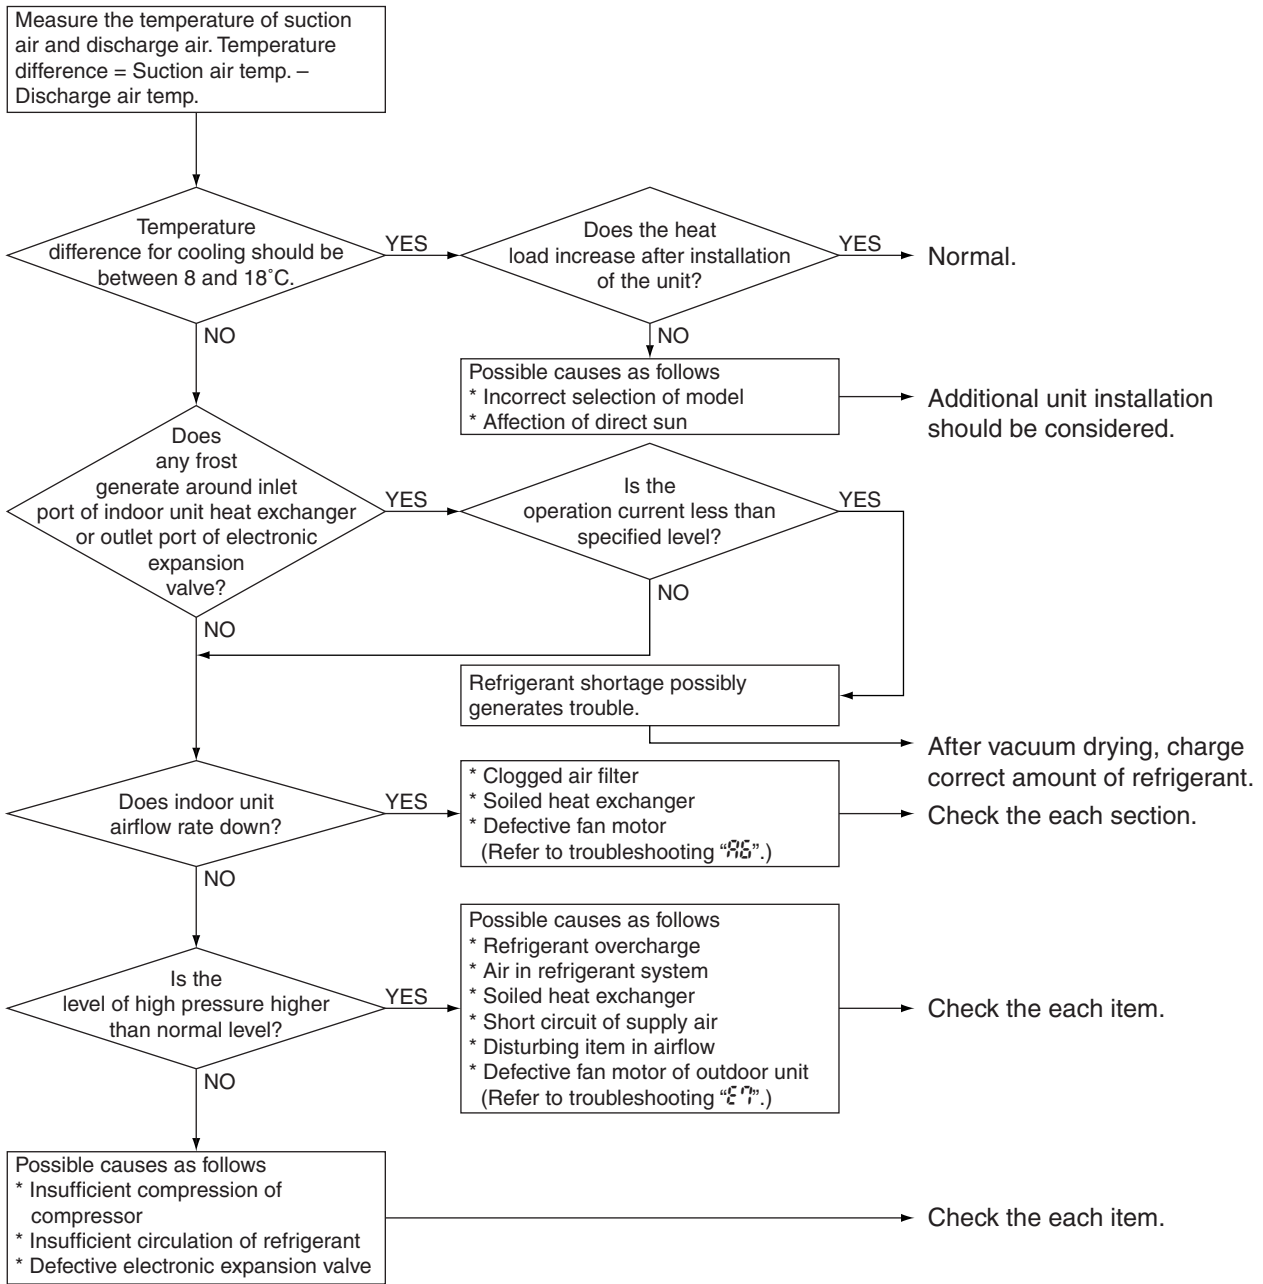 Measure the temperature of suction
air and discharge air. Temperature
difference = Suction air temp. –
Discharge air temp.
Temperature
difference for cooling should be
between 8 and 18˚C.
YES
Does the heat
load increase after installation
of the unit?
YES
Normal.
NO
NO
Possible causes as follows
* Incorrect selection of model
* Affection of direct sun
Additional unit installation
should be considered.
Does
any frost
generate around inlet
port of indoor unit heat exchanger
or outlet port of electronic
expansion
valve?
YES
Is the
operation current less than
specified level?
YES
NO
NO
Refrigerant shortage possibly
generates trouble.
After vacuum drying, charge
correct amount of refrigerant.
Does indoor unit
airflow rate down?
YES
* Clogged air filter
* Soiled heat exchanger
* Defective fan motor
(Refer to troubleshooting “A6”.)
Check the each section.
NO
Is the
level of high pressure higher
than normal level?
YES
Possible causes as follows
* Refrigerant overcharge
* Air in refrigerant system
* Soiled heat exchanger
* Short circuit of supply air
* Disturbing item in airflow
* Defective fan motor of outdoor unit
(Refer to troubleshooting “E7”.)
Check the each item.
NO
Possible causes as follows
* Insufficient compression of
compressor
* Insufficient circulation of refrigerant
* Defective electronic expansion valve
Check the each item.